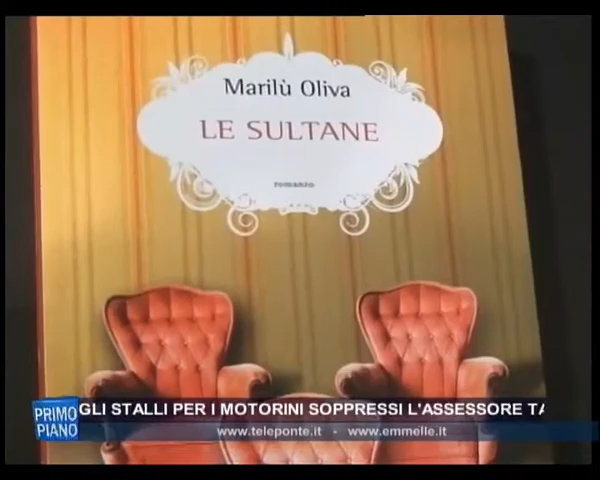 Marilù Oliva
LE SULTANE
romanzo
GLI STALLI PER I MOTORINI SOPPRESSI L'ASSESSORE
PRIMO
PIANO
www.teleponte.it - www.emmelle.it